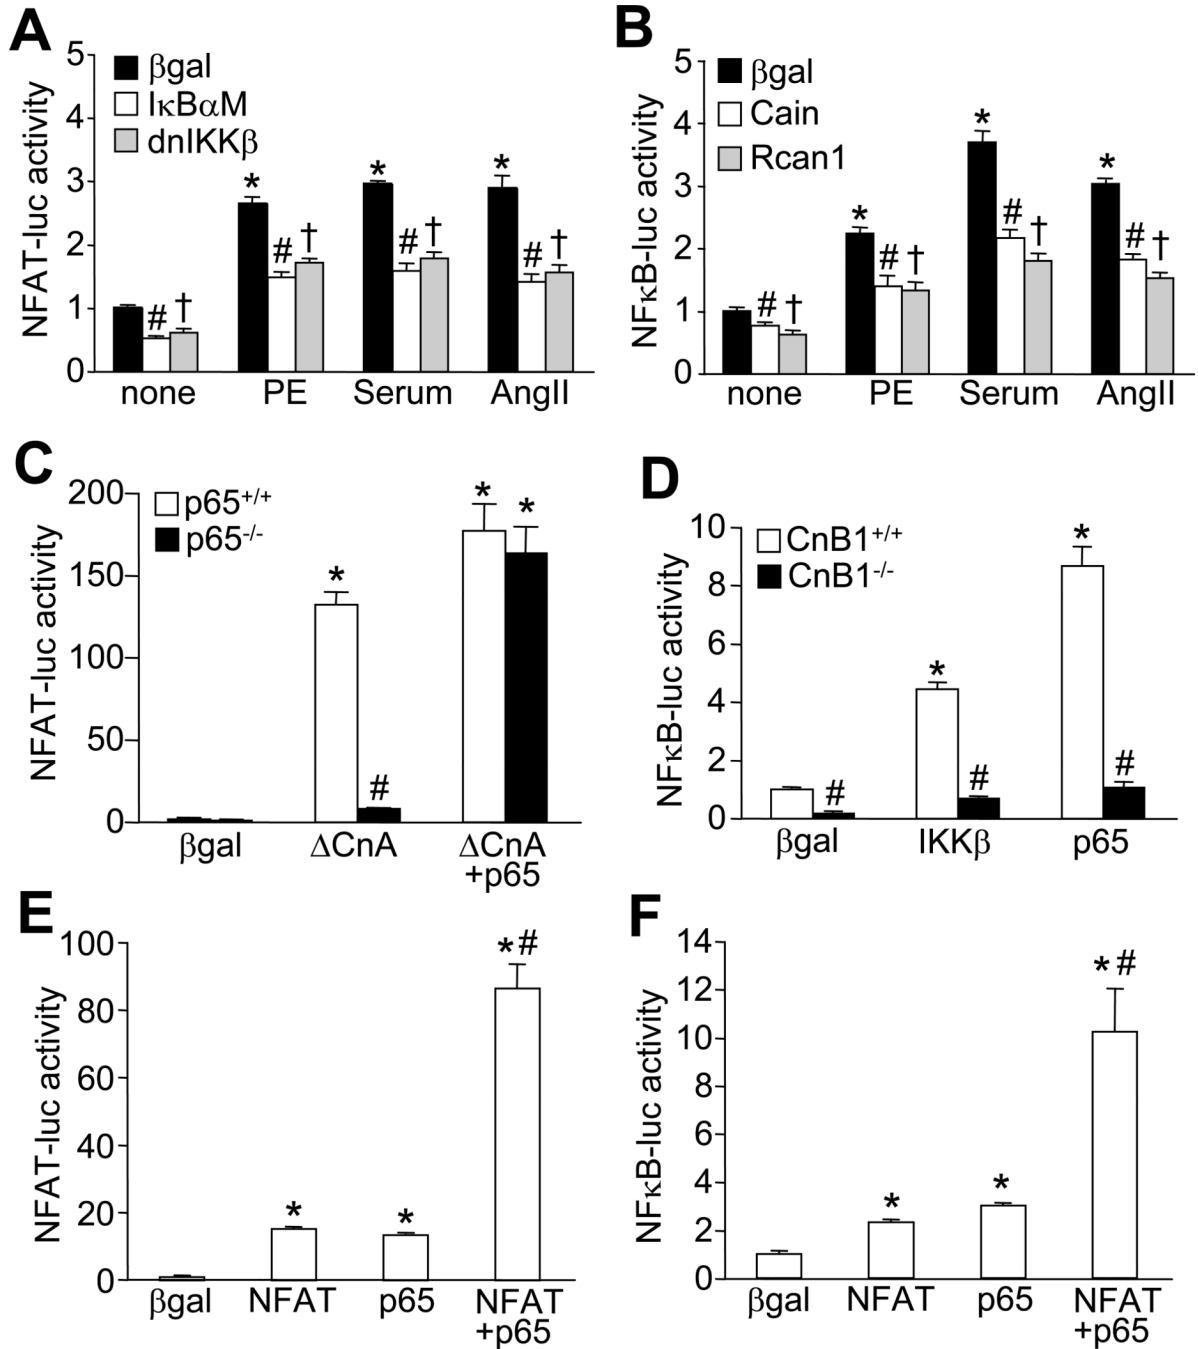 A
NFAT-luc activity
5
4
3
2
1
0
βgal
IκBαM
dnIKKβ
*
#
†
*
#
†
*
#
†
#
†
none PE Serum AngII
B
NFκB-luc activity
5
4
3
2
1
0
βgal
Cain
Rcan1
*
#
†
*
#
†
*
#
†
#
†
none PE Serum AngII
C
NFAT-luc activity
200
150
100
50
0
p65+/+
p65-/-
*
#
*
*
βgal ΔCnA ΔCnA
+p65
D
NFκB-luc activity
10
8
6
4
2
0
CnB1+/+
CnB1-/-
#
*
#
*
#
βgal IKKβ p65
E
NFAT-luc activity
100
80
60
40
20
0
*
*
*#
βgal NFAT p65 NFAT
+p65
F
NFκB-luc activity
14
12
10
8
6
4
2
0
*
*
*#
βgal NFAT p65 NFAT
+p65